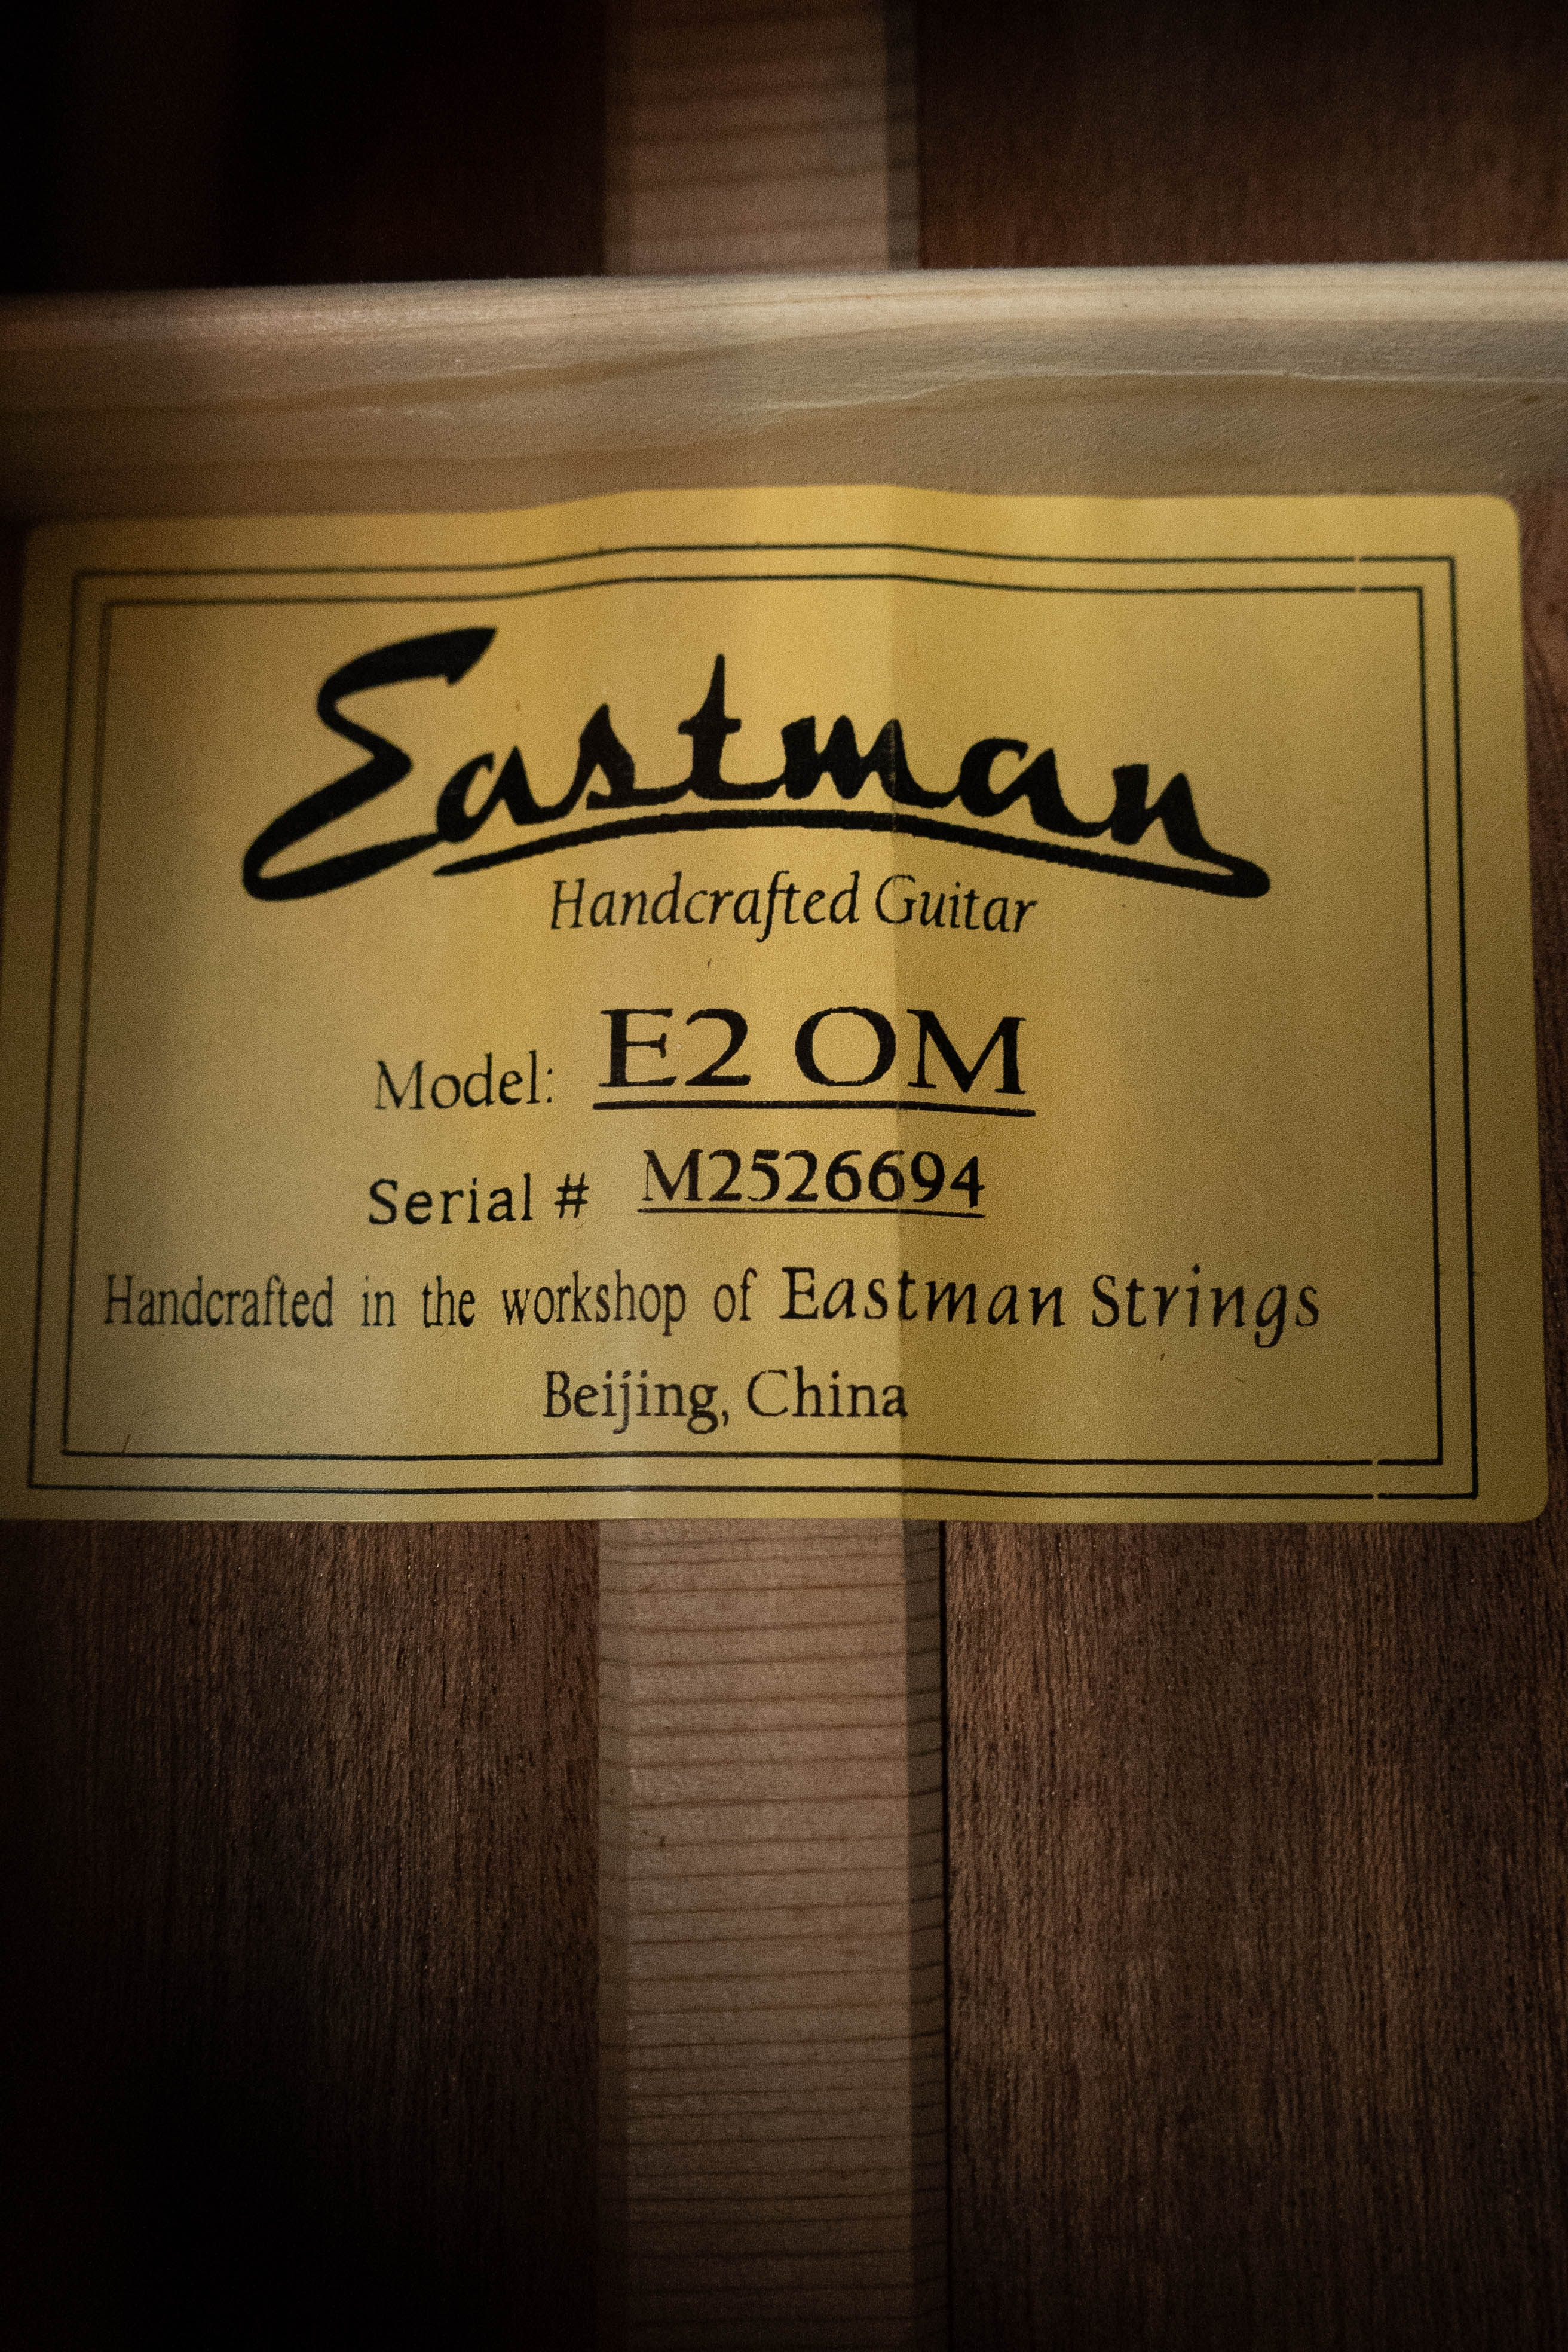 Eastman
Handcrafted Guitar
Model: E2 OM
Serial # M2526694
Handcrafted in the workshop of Eastman Strings
Beijing, China